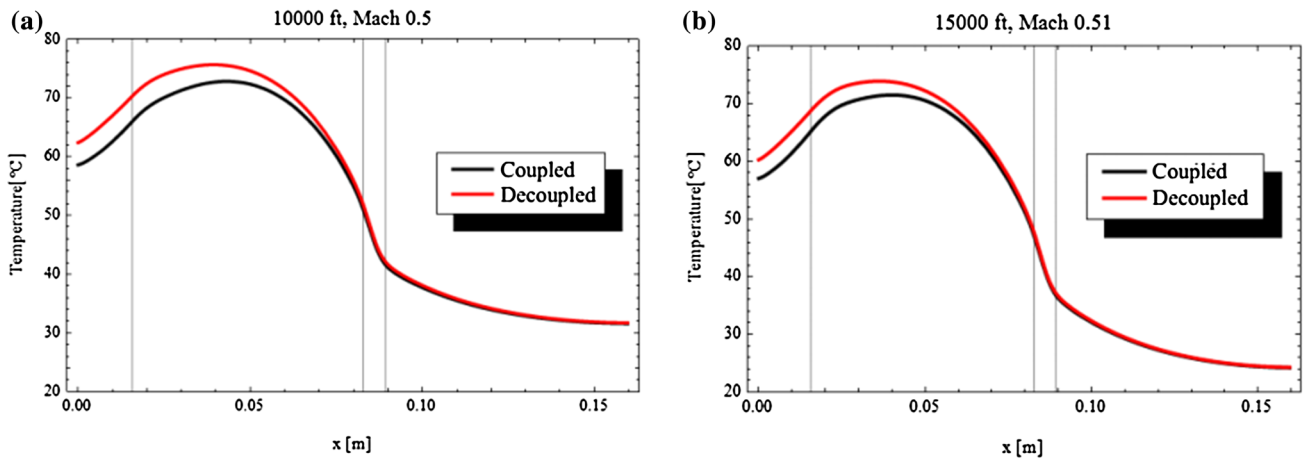 (a)
10000 ft, Mach 0.5
80
70
60
50
40
30
20
Temperature[ °C]
0.00
0.05
0.10
0.15
x [m]
Coupled
Decoupled
(b)
15000 ft, Mach 0.51
80
70
60
50
40
30
20
Temperature[ °C]
0.00
0.05
0.10
0.15
x [m]
Coupled
Decoupled